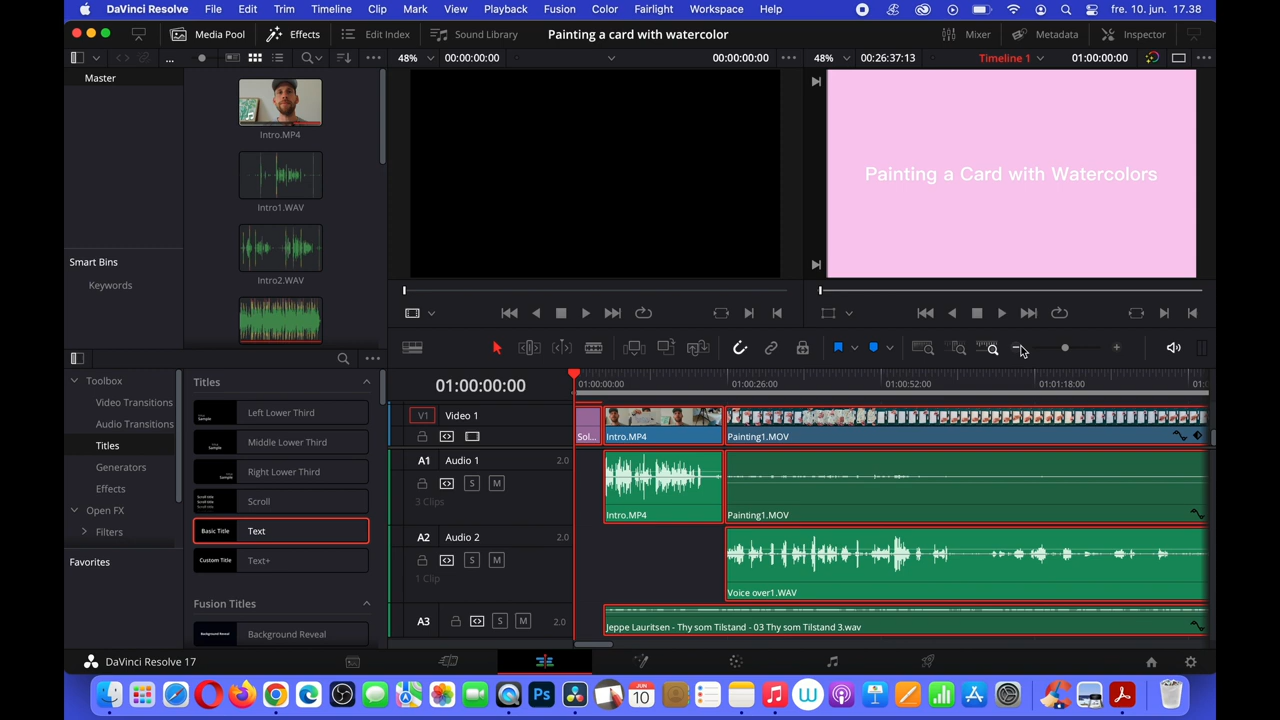 DaVinci Resolve File Edit Trim Timeline Clip Mark View Playback Fusion Color Fairlight Workspace Help fre. 10. jun. 17.38
Media Pool Effects Edit Index Sound Library Painting a card with watercolor Mixer Metadata Inspector
48% 00:00:00:00 00:00:00:00 48% 00:26:37:13 Timeline 1 01:00:00:00
Master
Intro.MP4
Intro1.WAV
Intro2.WAV
Painting a Card with Watercolors
Smart Bins
Keywords
Toolbox
Video Transitions
Audio Transitions
Titles
Generators
Effects
Open FX
Filters
Favorites
Titles
Left Lower Third
Middle Lower Third
Right Lower Third
Scroll
Basic Title Text
Custom Title Text+
Fusion Titles
Background Reveal Background Reveal
01:00:00:00 01:00:00:00 01:00:26:00 01:00:52:00 01:01:18:00
V1 Video 1
Sol... Intro.MP4 Painting1.MOV
A1 Audio 1 2.0
S M
3 Clips
Intro.MP4 Painting1.MOV
A2 Audio 2 2.0
S M
1 Clip
Voice over1.WAV
A3 S M 2.0
Jeppe Lauritsen - Thy som Tilstand - 03 Thy som Tilstand 3.wav
DaVinci Resolve 17
JUN
10